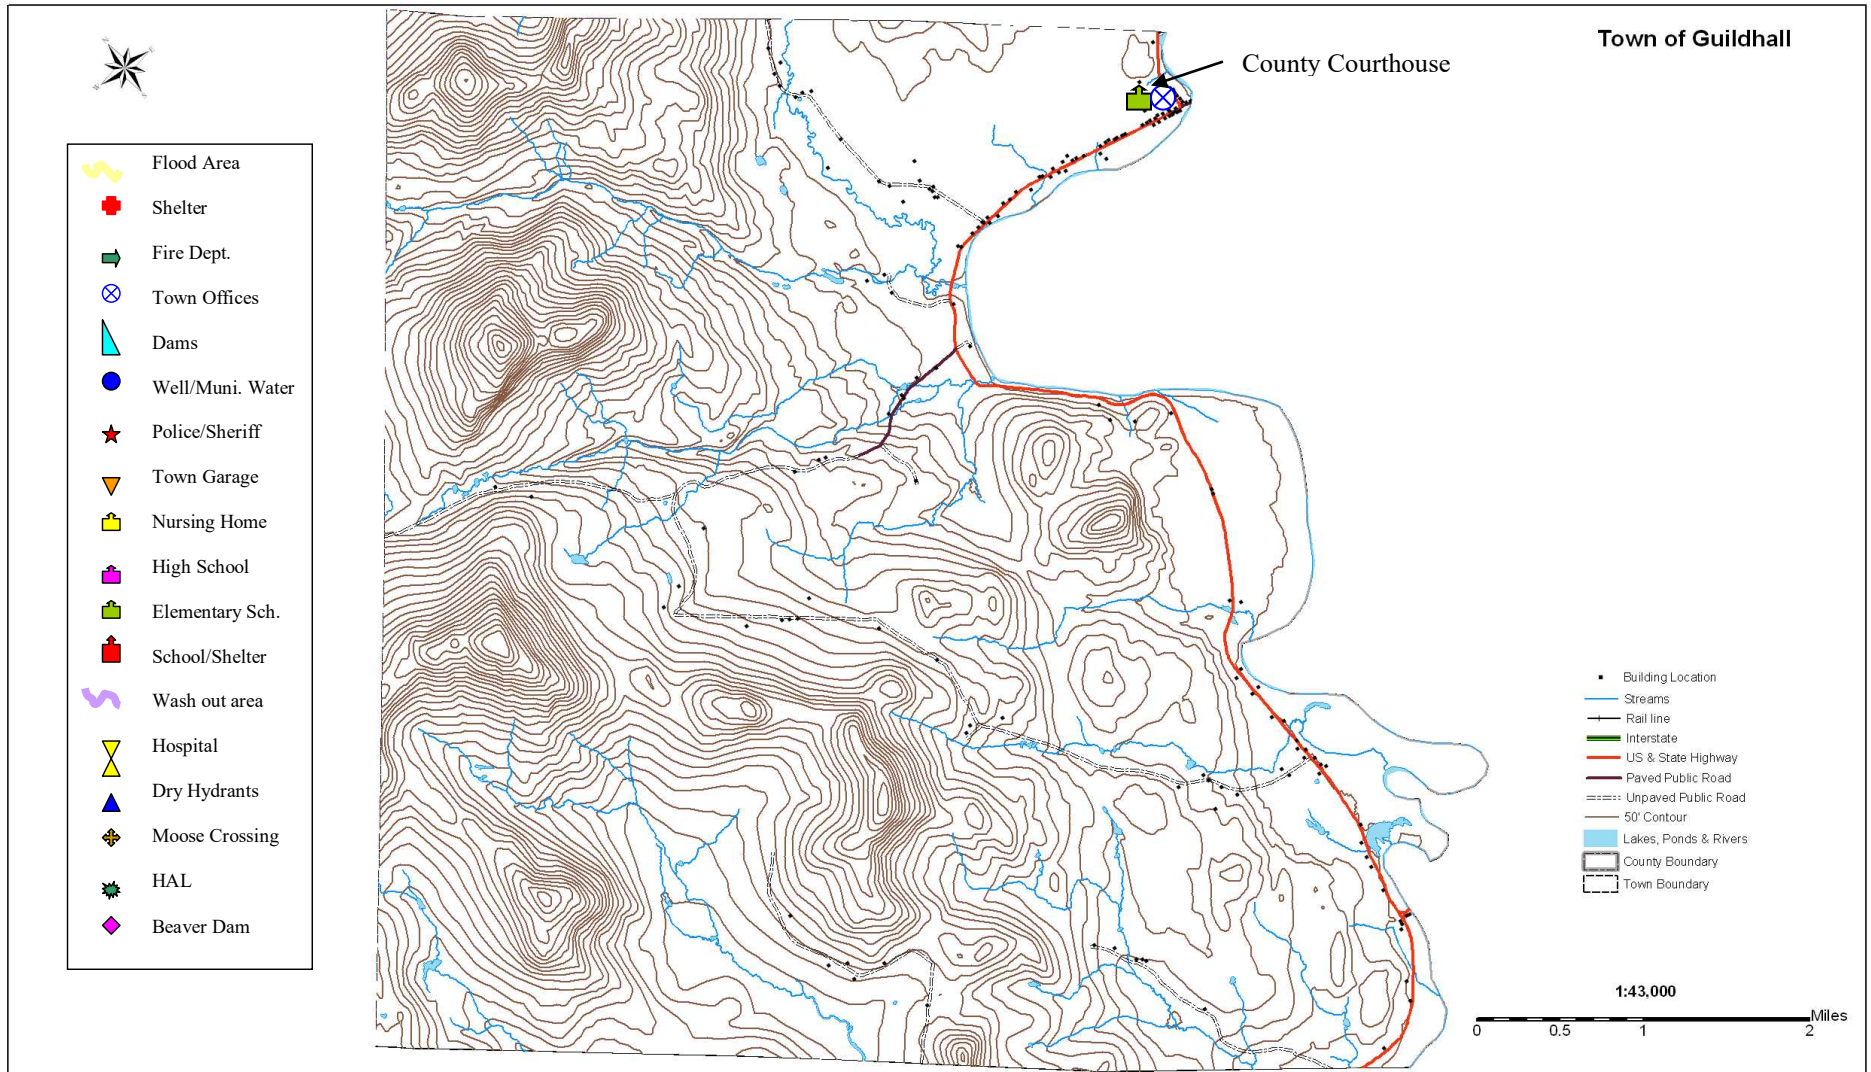 Town of Guildhall
County Courthouse
Flood Area
Shelter
Fire Dept.
Town Offices
Dams
Well/Muni. Water
Police/Sheriff
Town Garage
Nursing Home
High School
Elementary Sch.
School/Shelter
Wash out area
Hospital
Dry Hydrants
Moose Crossing
HAL
Beaver Dam
Building Location
Streams
Rail line
Interstate
US & State Highway
Paved Public Road
Unpaved Public Road
50' Contour
Lakes, Ponds & Rivers
County Boundary
Town Boundary
1:43,000
Miles
0 0.5 1 2